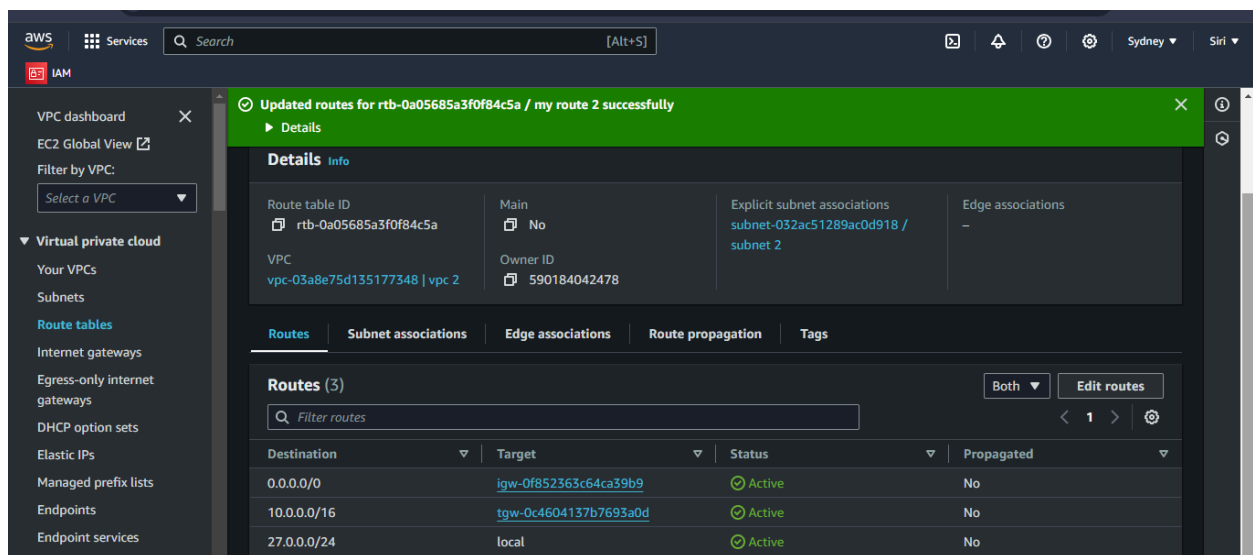 aws
Services
Search
[Alt+S]
Sydney
Siri
IAM
VPC dashboard
EC2 Global View
Filter by VPC:
Select a VPC
Virtual private cloud
Your VPCs
Subnets
Route tables
Internet gateways
Egress-only internet
gateways
DHCP option sets
Elastic IPs
Managed prefix lists
Endpoints
Endpoint services
Updated routes for rtb-0a05685a3f0f84c5a / my route 2 successfully
Details
Details Info
Route table ID
rtb-0a05685a3f0f84c5a
Main
No
Explicit subnet associations
subnet-032ac51289ac0d918 /
subnet 2
Edge associations
–
VPC
vpc-03a8e75d135177348 | vpc 2
Owner ID
590184042478
Routes Subnet associations Edge associations Route propagation Tags
Routes (3)
Both
Edit routes
Filter routes
1
Destination Target Status Propagated
0.0.0.0/0 igw-0f852363c64ca39b9 Active No
10.0.0.0/16 tgw-0c4604137b7693a0d Active No
27.0.0.0/24 local Active No